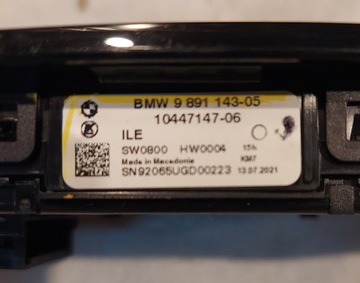 BMW 9 891 143-05
10447147-06
ILE
SW0800 HW0004 15h
Made in Macedonia KM7
SN92065UGD00223 13.07.2021